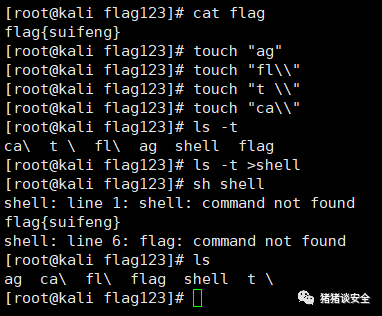 [root@kali flag123]# cat flag
flag{suifeng}
[root@kali flag123]# touch "ag"
[root@kali flag123]# touch "fl\\"
[root@kali flag123]# touch "t \\"
[root@kali flag123]# touch "ca\\"
[root@kali flag123]# ls -t
ca\  t \  fl\  ag  shell  flag
[root@kali flag123]# ls -t >shell
[root@kali flag123]# sh shell
shell: line 1: shell: command not found
flag{suifeng}
shell: line 6: flag: command not found
[root@kali flag123]# ls
ag  ca\  fl\  flag  shell  t \
[root@kali flag123]#
猪猪谈安全